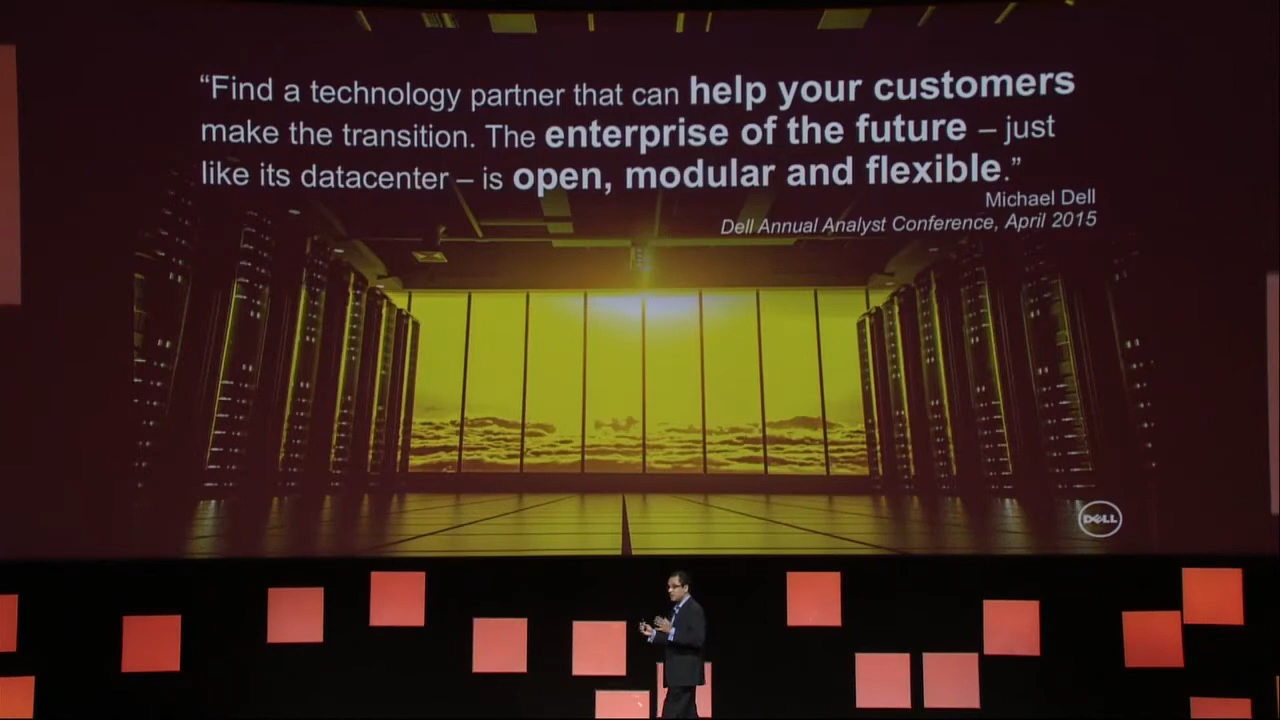 “Find a technology partner that can help your customers
make the transition. The enterprise of the future – just
like its datacenter – is open, modular and flexible.”
Michael Dell
Dell Annual Analyst Conference, April 2015
DELL